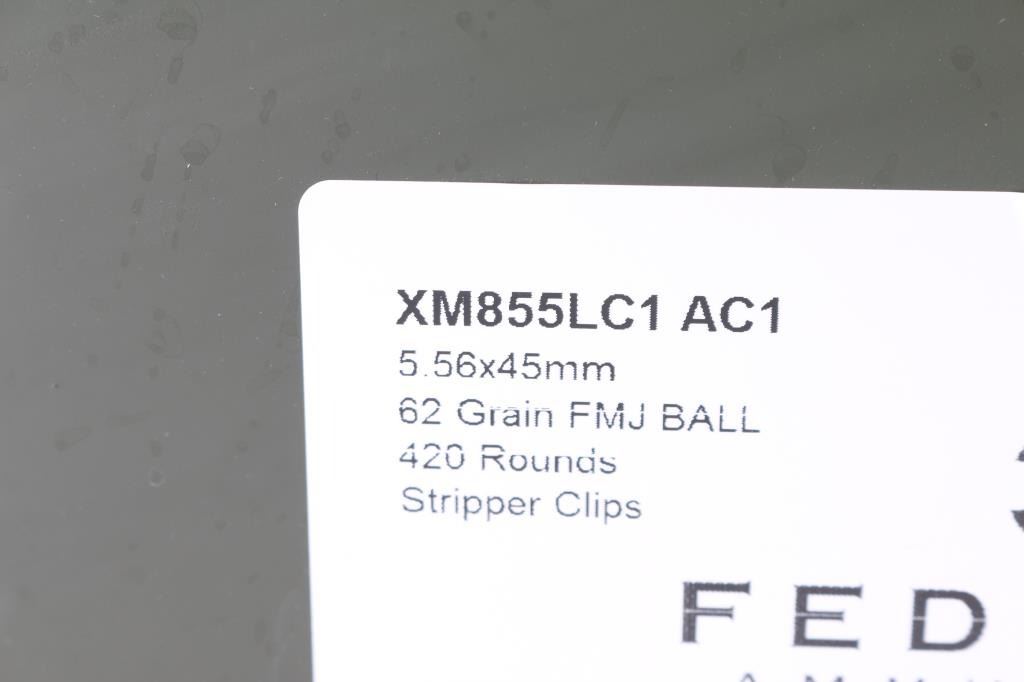 XM855LC1 AC1
5.56x45mm
62 Grain FMJ BALL
420 Rounds
Stripper Clips
FED